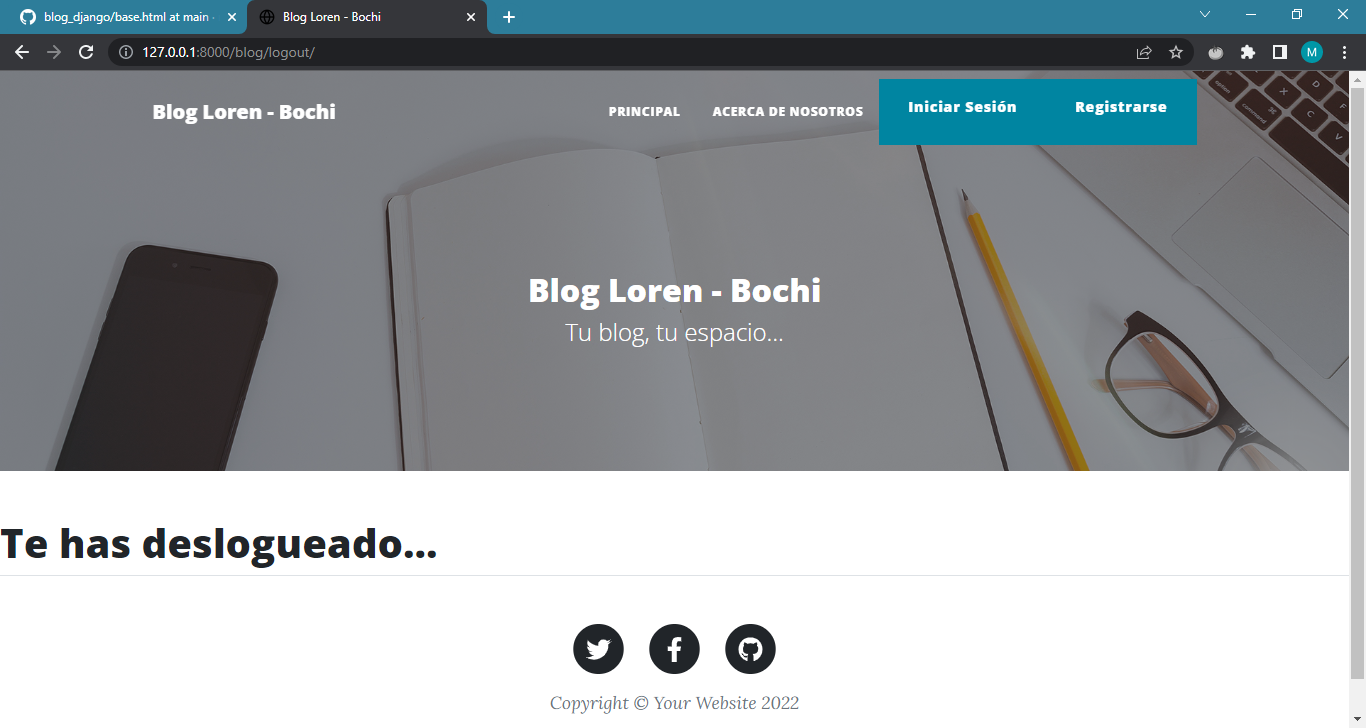 blog_django/base.html at main
Blog Loren - Bochi
127.0.0.1:8000/blog/logout/
M
Blog Loren - Bochi
PRINCIPAL
ACERCA DE NOSOTROS
Iniciar Sesión
Registrarse
option
command
X
C
D
F
V
Blog Loren - Bochi
Tu blog, tu espacio...
Te has deslogueado...
Copyright © Your Website 2022